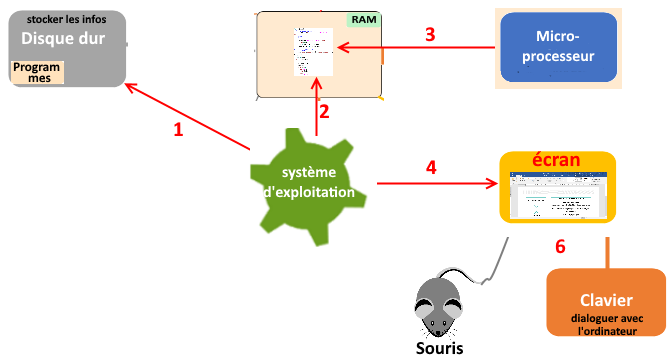 stocker les infos
Disque dur
Program
mes
RAM
3
Micro-
processeur
1
2
système
d'exploitation
4
écran
6
Clavier
dialoguer avec
l'ordinateur
Souris